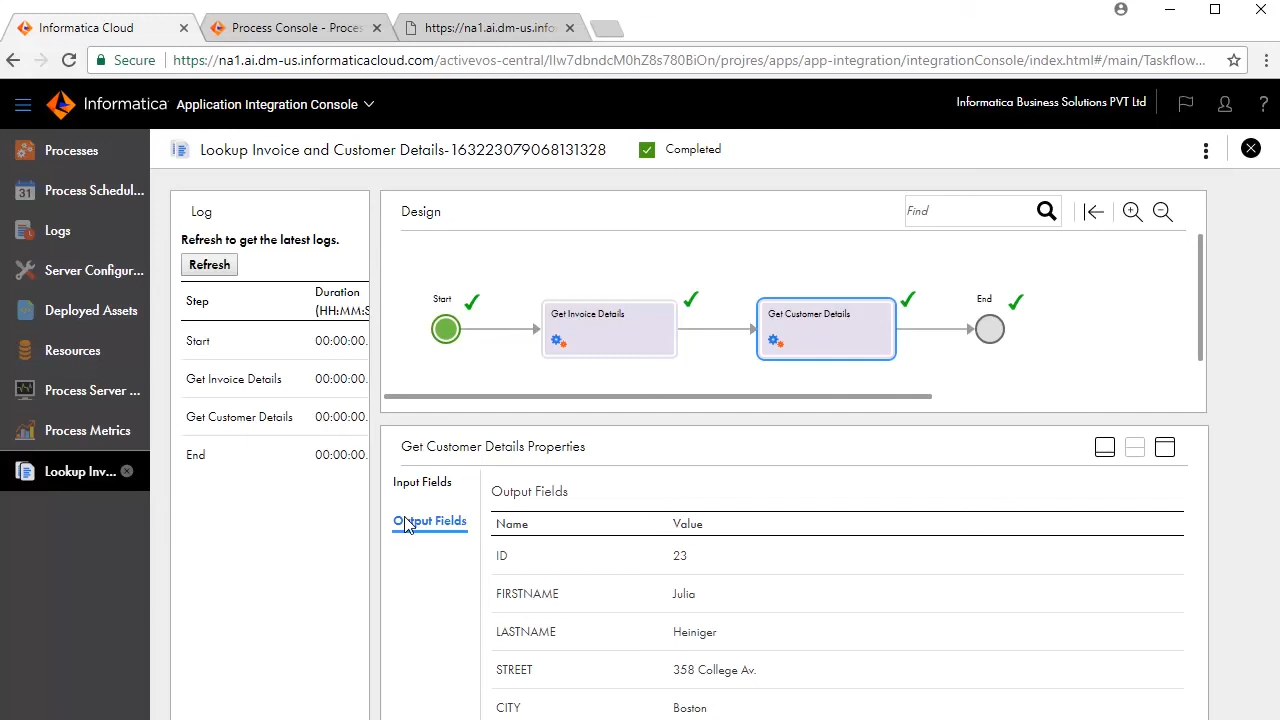 Informatica Cloud
Process Console - Proces
https://na1.ai.dm-us.info
Secure
https://na1.ai.dm-us.informaticacloud.com/activevos-central/llw7dbndcM0hZ8s780BiOn/projres/apps/app-integration/integrationConsole/index.html#/main/Taskflow...
Informatica
Application Integration Console
Informatica Business Solutions PVT Ltd
?
Processes
Process Schedul...
31
Logs
Server Configur...
Deployed Assets
Resources
Process Server ...
Process Metrics
Lookup Inv...
Lookup Invoice and Customer Details-163223079068131328
Completed
Log
Refresh to get the latest logs.
Refresh
Step
Duration
(HH:MM:S
Start 00:00:00.
Get Invoice Details 00:00:00.
Get Customer Details 00:00:00.
End 00:00:00.
Design
Find
Start
Get Invoice Details
Get Customer Details
End
Get Customer Details Properties
Input Fields
Output Fields
Output Fields
Name Value
ID 23
FIRSTNAME Julia
LASTNAME Heiniger
STREET 358 College Av.
CITY Boston